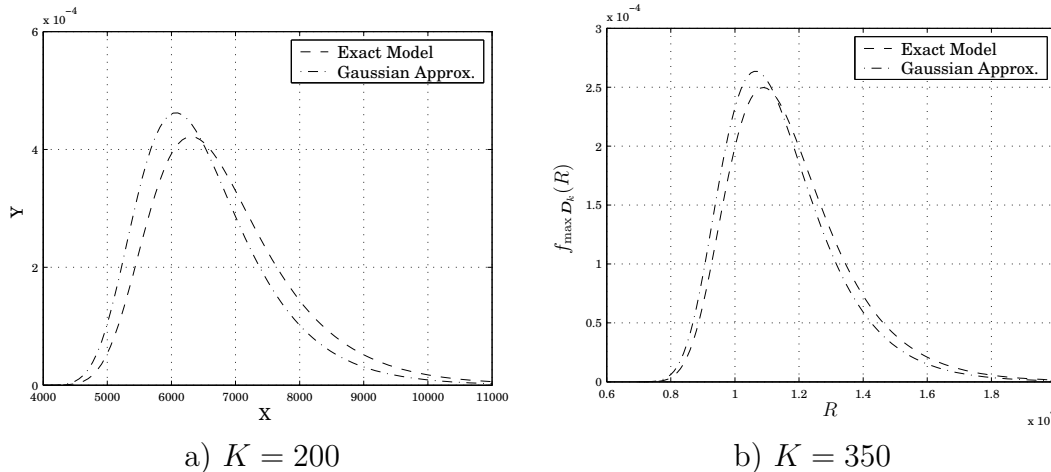 x 10⁻⁴
6
4
2
0
Y
Exact Model
Gaussian Approx.
4000 5000 6000 7000 8000 9000 10000 11000
X
a) K = 200
x 10⁻⁴
3
2.5
2
1.5
1
0.5
0
f_{max D_k}(R)
Exact Model
Gaussian Approx.
0.6 0.8 1 1.2 1.4 1.6 1.8
x 10
R
b) K = 350